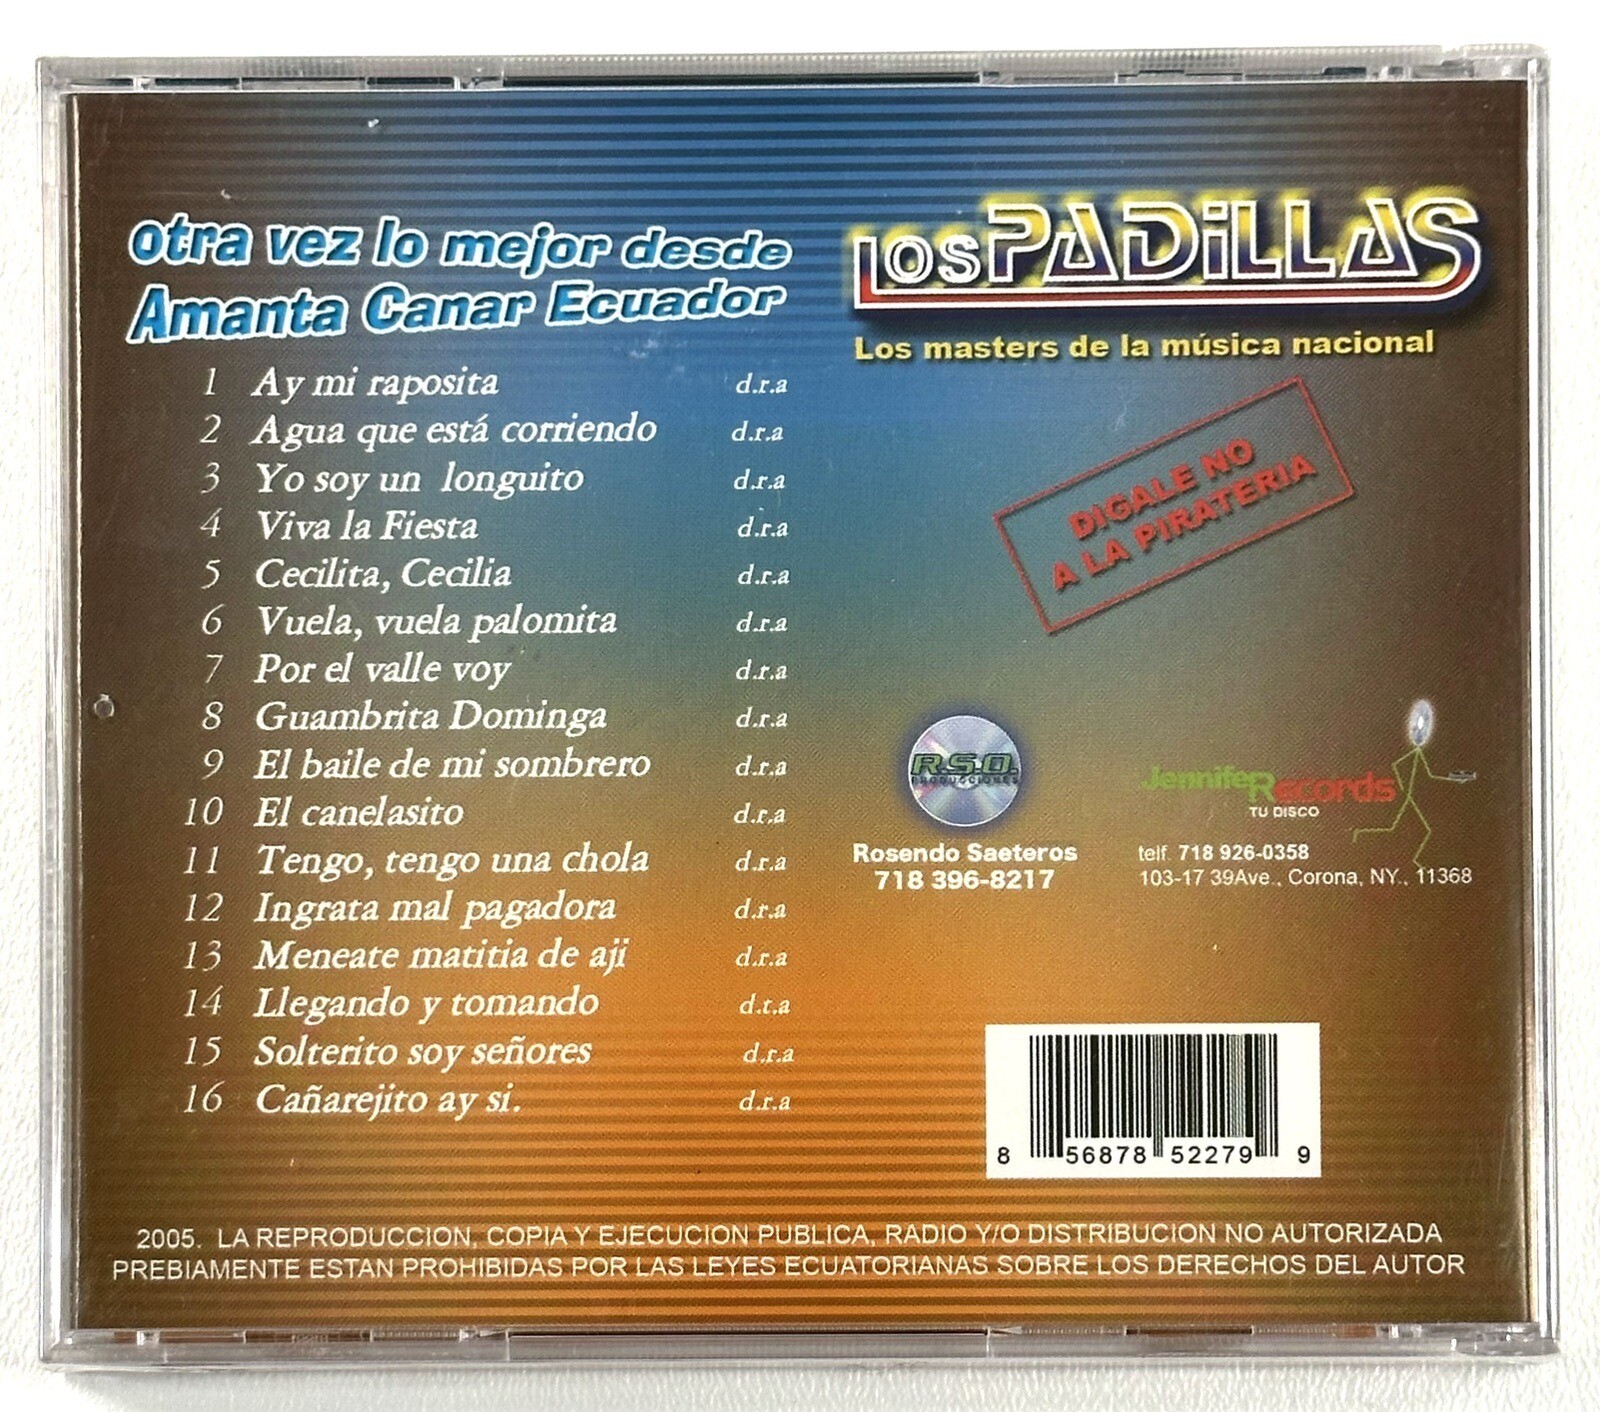 otra vez lo mejor desde
Amanta Canar Ecuador
LOS PADiLLAS
Los masters de la música nacional
1 Ay mi raposita d.r.a
2 Agua que está corriendo d.r.a
3 Yo soy un longuito d.r.a
4 Viva la Fiesta d.r.a
5 Cecilita, Cecilia d.r.a
6 Vuela, vuela palomita d.r.a
7 Por el valle voy d.r.a
8 Guambrita Dominga d.r.a
9 El baile de mi sombrero d.r.a
10 El canelasito d.r.a
11 Tengo, tengo una chola d.r.a
12 Ingrata mal pagadora d.r.a
13 Meneate matitia de aji d.r.a
14 Llegando y tomando d.r.a
15 Solterito soy señores d.r.a
16 Cañarejito ay si. d.r.a
DIGALE NO
A LA PIRATERIA
R.S.O.
PRODUCCIONES
Rosendo Saeteros
718 396-8217
JennifeRecords
TU DISCO
telf. 718 926-0358
103-17 39Ave., Corona, NY., 11368
8 56878 52279 9
2005. LA REPRODUCCION, COPIA Y EJECUCION PUBLICA, RADIO Y/O DISTRIBUCION NO AUTORIZADA
PREBIAMENTE ESTAN PROHIBIDAS POR LAS LEYES ECUATORIANAS SOBRE LOS DERECHOS DEL AUTOR